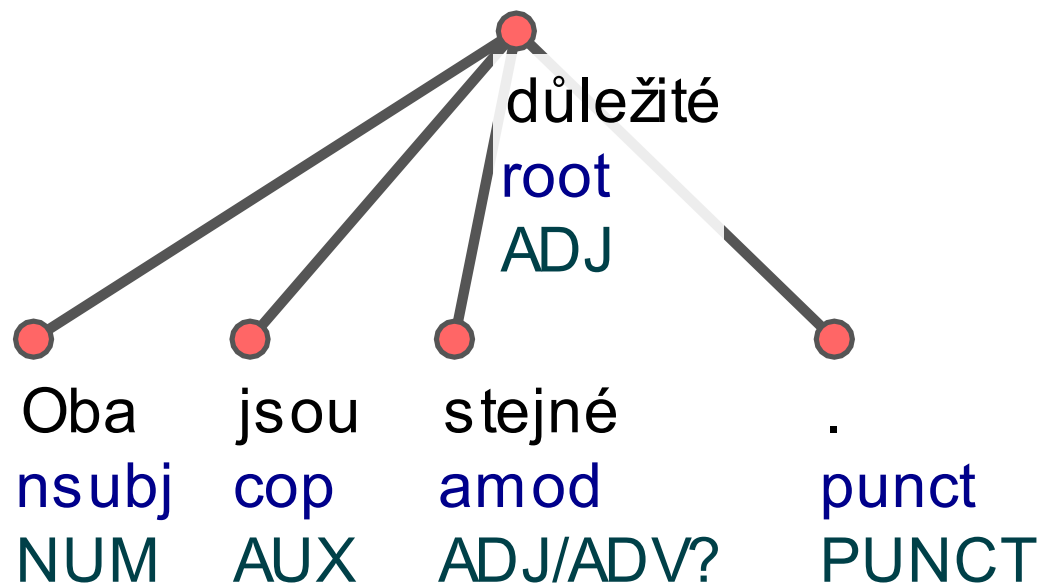 důležité
root
ADJ
Oba jsou stejné .
nsubj cop amod punct
NUM AUX ADJ/ADV? PUNCT